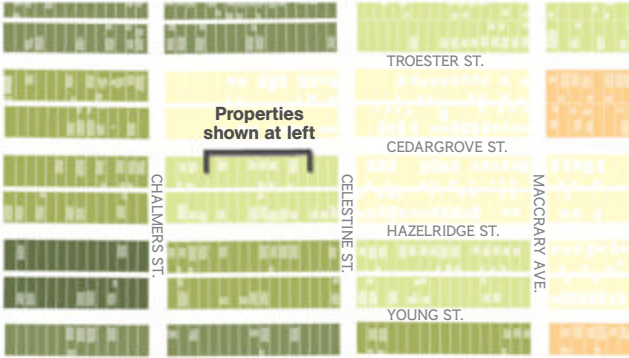 TROESTER ST.
Properties
shown at left
CEDARGROVE ST.
CHALMERS ST.
CELESTINE ST.
MACCRARY AVE.
HAZELRIDGE ST.
YOUNG ST.